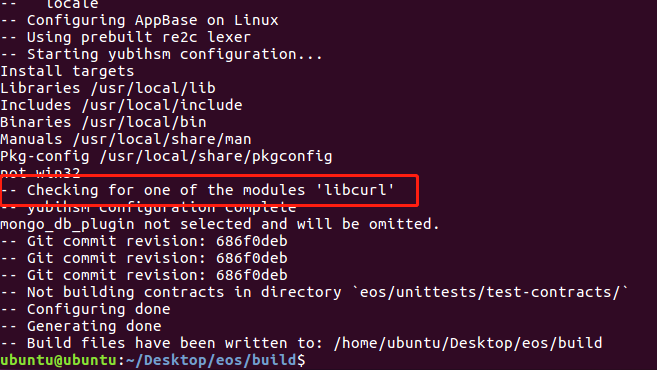 --   locale
-- Configuring AppBase on Linux
-- Using prebuilt re2c lexer
-- Starting yubihsm configuration...
Install targets
Libraries /usr/local/lib
Includes /usr/local/include
Binaries /usr/local/bin
Manuals /usr/local/share/man
Pkg-config /usr/local/share/pkgconfig
not win32
-- Checking for one of the modules 'libcurl'
-- yubihsm configuration complete
mongo_db_plugin not selected and will be omitted.
-- Git commit revision: 686f0deb
-- Git commit revision: 686f0deb
-- Git commit revision: 686f0deb
-- Not building contracts in directory `eos/unittests/test-contracts/`
-- Configuring done
-- Generating done
-- Build files have been written to: /home/ubuntu/Desktop/eos/build
ubuntu@ubuntu:~/Desktop/eos/build$